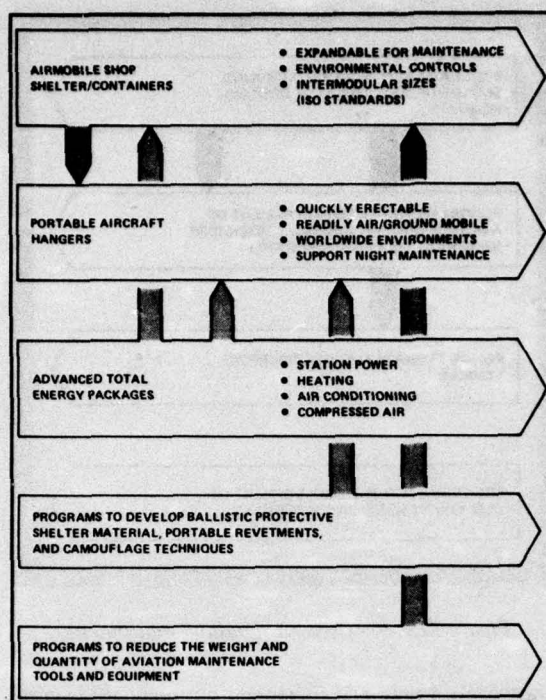 AIRMOBILE SHOP
SHELTER/CONTAINERS
• EXPANDABLE FOR MAINTENANCE
• ENVIRONMENTAL CONTROLS
• INTERMODULAR SIZES
(ISO STANDARDS)
PORTABLE AIRCRAFT
HANGERS
• QUICKLY ERECTABLE
• READILY AIR/GROUND MOBILE
• WORLDWIDE ENVIRONMENTS
• SUPPORT NIGHT MAINTENANCE
ADVANCED TOTAL
ENERGY PACKAGES
• STATION POWER
• HEATING
• AIR CONDITIONING
• COMPRESSED AIR
PROGRAMS TO DEVELOP BALLISTIC PROTECTIVE
SHELTER MATERIAL, PORTABLE REVETMENTS,
AND CAMOUFLAGE TECHNIQUES
PROGRAMS TO REDUCE THE WEIGHT AND
QUANTITY OF AVIATION MAINTENANCE
TOOLS AND EQUIPMENT